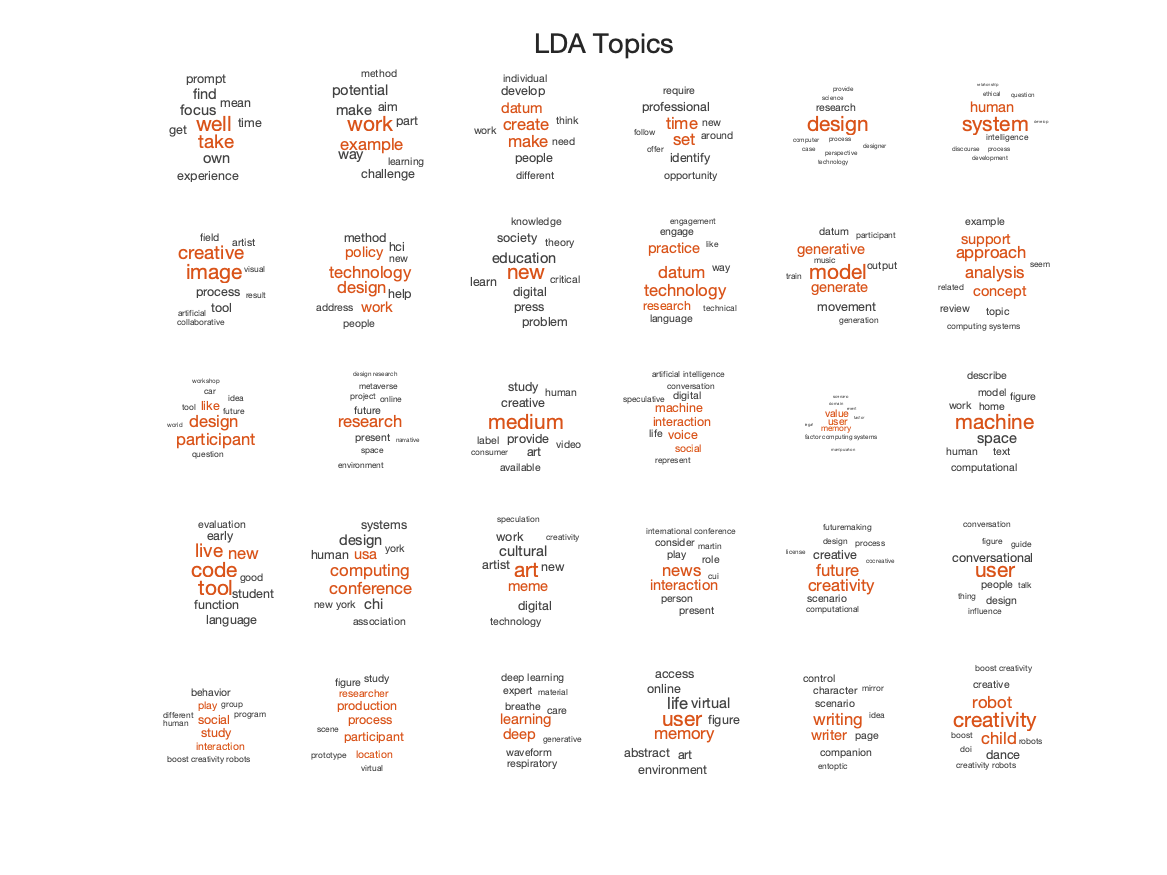 LDA Topics
prompt
find
focus mean
get well time
take
own
experience
method
potential
make aim
work part
example
way
learning
challenge
individual
develop
datum
create think
work
make need
people
different
require
professional
time new
follow set around
offer
identify
opportunity
provide
science
research
design
computer process
designer
case perspective
technology
ethical question
human
system
intelligence
discourse process
development
field
artist
creative
image visual
process result
tool
artificial
collaborative
method
policy hci
new
technology
design help
address work
people
knowledge
society theory
education
new
learn critical
digital
press
problem
engagement
engage
practice like
datum way
technology
research technical
language
datum participant
generative
music
train model output
generate
movement
generation
example
support
approach
seem
analysis
related concept
review topic
computing systems
workshop
car
idea
tool like future
world design
participant
question
design research
metaverse
project online
future
research
present narrative
space
environment
study human
creative
medium
label provide video
consumer art
available
artificial intelligence
conversation
speculative digital
machine
interaction
life voice
social
represent
value
user
memory
factor computing systems
describe
model figure
work home
machine
space
human text
computational
evaluation
early
live new
code
good
tool student
function
language
systems
design
human usa york
computing
conference
new york chi
association
speculation
work creativity
cultural
artist art new
meme
digital
technology
international conference
consider martin
play role
news
cui
interaction
person
present
futuremaking
design process
license creative
cocreative
future
creativity
scenario
computational
conversation
figure guide
conversational
user
people talk
thing design
influence
behavior
play group
different social program
human
study
interaction
boost creativity robots
figure study
researcher
production
process
scene
participant
prototype location
virtual
deep learning
expert material
breathe care
learning
deep generative
waveform
respiratory
access
online
life virtual
user figure
memory
abstract art
environment
control
character mirror
scenario
writing idea
writer page
companion
entoptic
boost creativity
creative
robot
creativity
boost child robots
doi dance
creativity robots